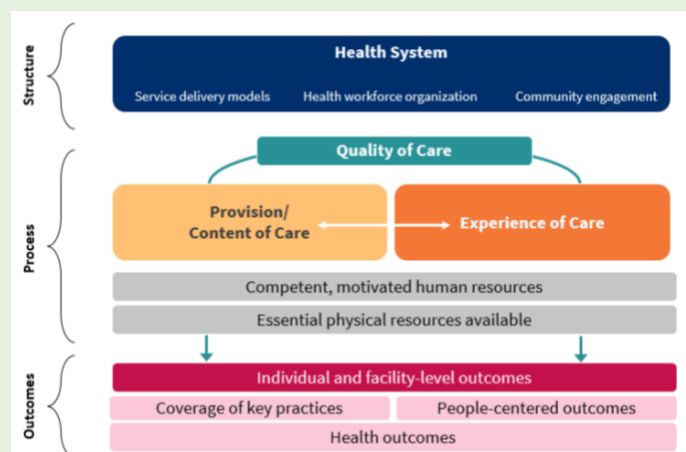 Structure
Health System
Service delivery models
Health workforce organization
Community engagement
Process
Quality of Care
Provision/
Content of Care
Experience of Care
Competent, motivated human resources
Essential physical resources available
Outcomes
Individual and facility-level outcomes
Coverage of key practices
People-centered outcomes
Health outcomes